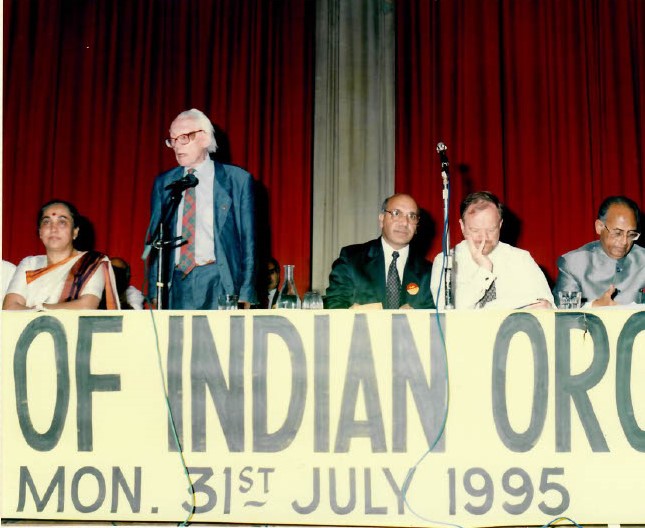 OF INDIAN ORG
MON. 31ST JULY 1995